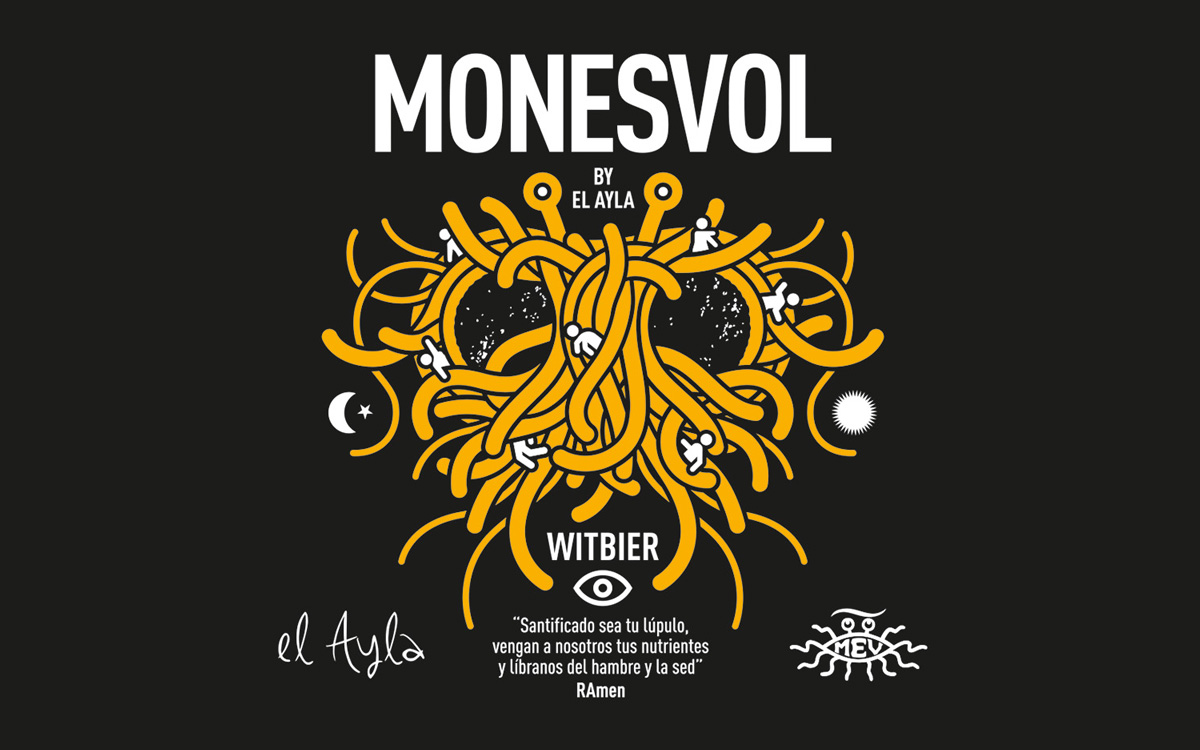 MONESVOL
BY
EL AYLA
WITBIER
el Ayla
“Santificado sea tu lúpulo,
vengan a nosotros tus nutrientes
y líbranos del hambre y la sed”
RAmen
MEV